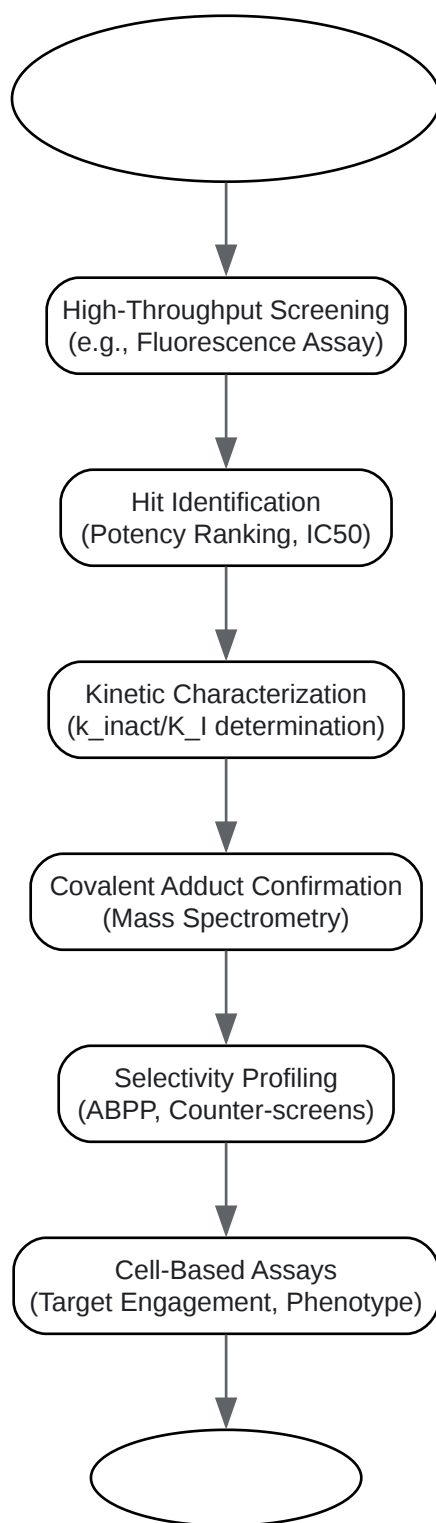 High-Throughput Screening
(e.g., Fluorescence Assay)
Hit Identification
(Potency Ranking, IC50)
Kinetic Characterization
(k_inact/K_I determination)
Covalent Adduct Confirmation
(Mass Spectrometry)
Selectivity Profiling
(ABPP, Counter-screens)
Cell-Based Assays
(Target Engagement, Phenotype)